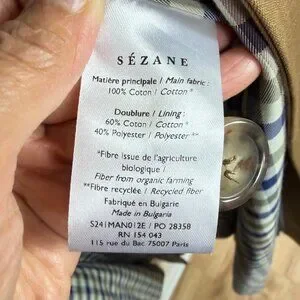 SÉZANE
Matière principale / Main fabric :
100% Coton / Cotton *
Doublure / Lining :
60% Coton / Cotton *
40% Polyester / Polyester **
*Fibre issue de l'agriculture
biologique /
Fiber from organic farming
**Fibre recyclée / Recycled fiber
Fabriqué en Bulgarie
Made in Bulgaria
S24IMAN012E / PO 28358
RN 154 043
115 rue du Bac 75007 Paris